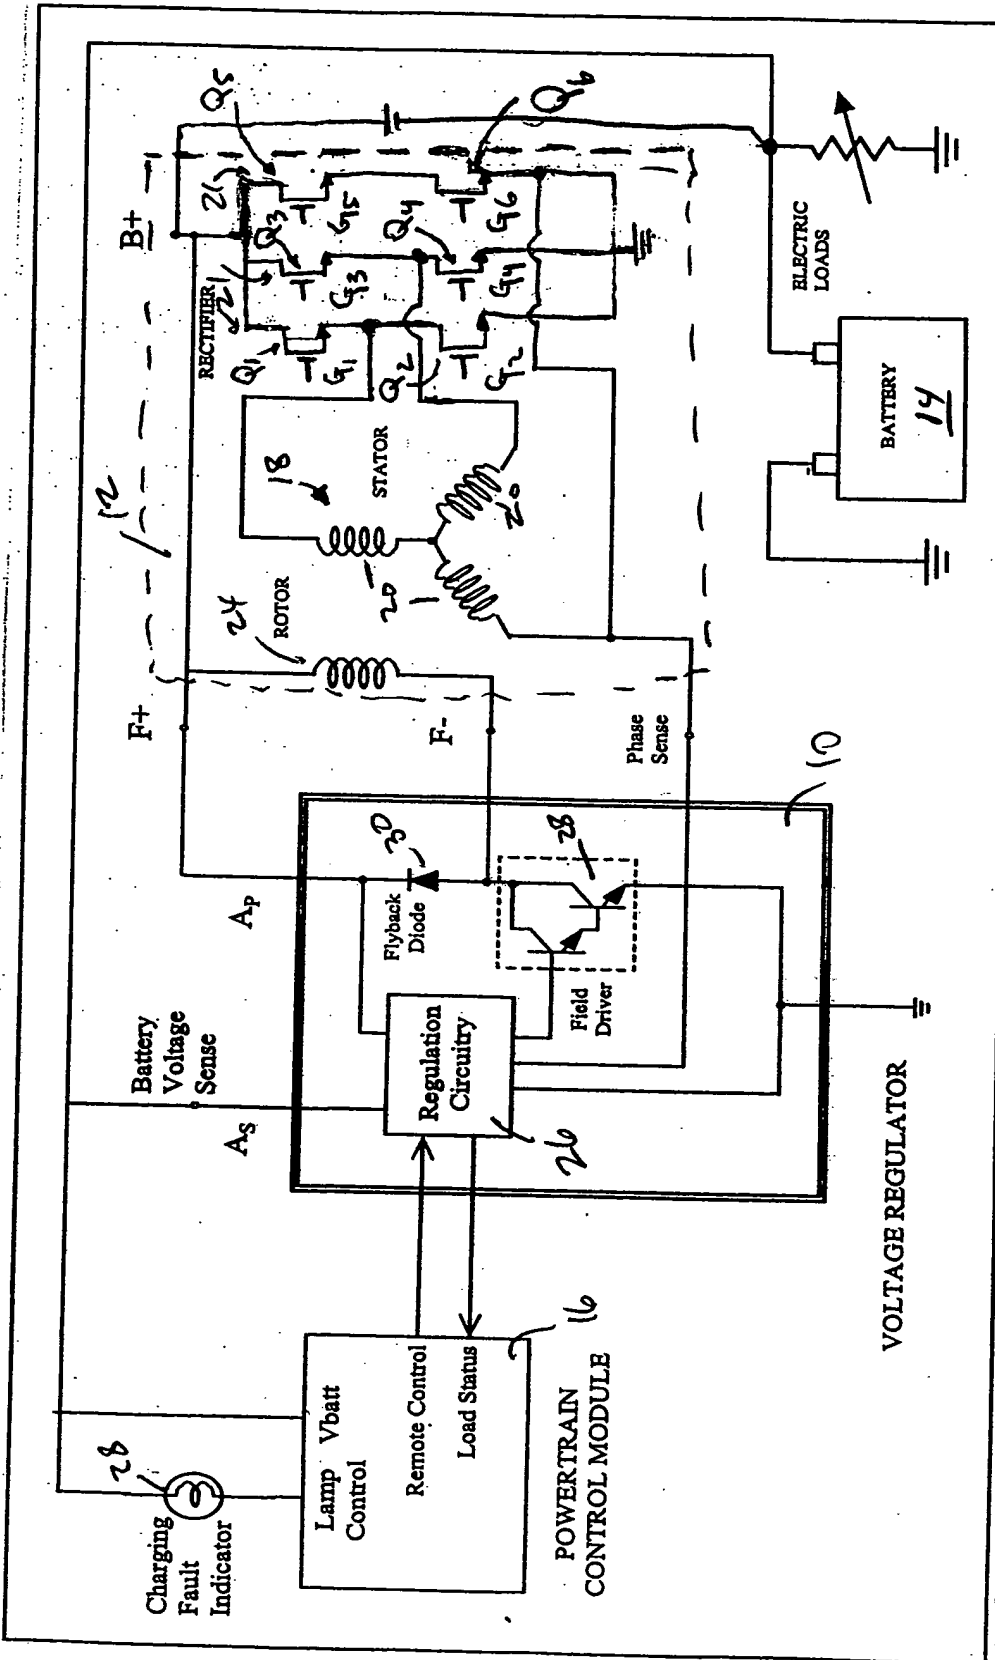 Charging
Fault
Indicator
28
Lamp Vbatt
Control
Remote Control
Load Status
16
POWERTRAIN
CONTROL MODULE
Battery
Voltage
Sense
AS
AP
Regulation
Circuitry
26
Flyback
Diode
30
Field
Driver
28
10
VOLTAGE REGULATOR
F+
F-
Phase
Sense
12
24
ROTOR
18
STATOR
20
20
B+
RECTIFIER
21
21
Q1
G1
Q2
G2
Q3
G3
Q4
G4
Q5
G5
Q6
G6
ELECTRIC
LOADS
BATTERY
14